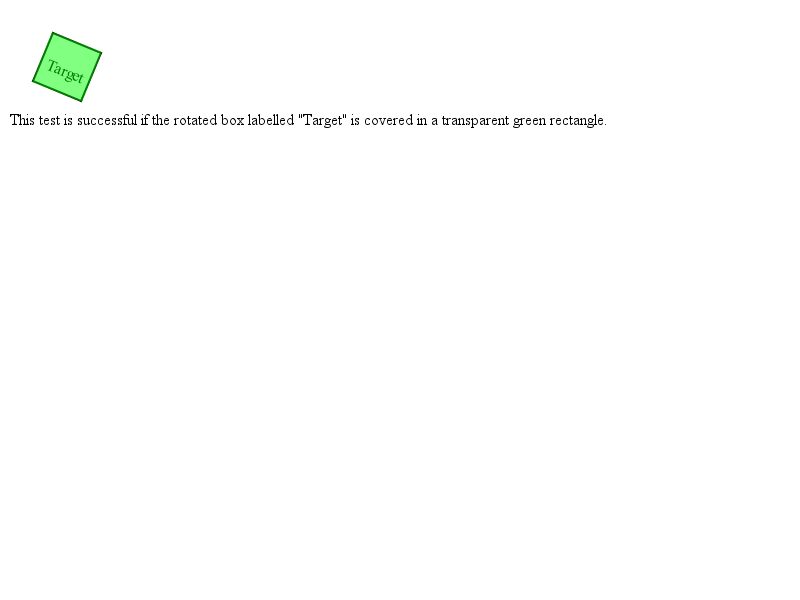 Target
This test is successful if the rotated box labelled "Target" is covered in a transparent green rectangle.